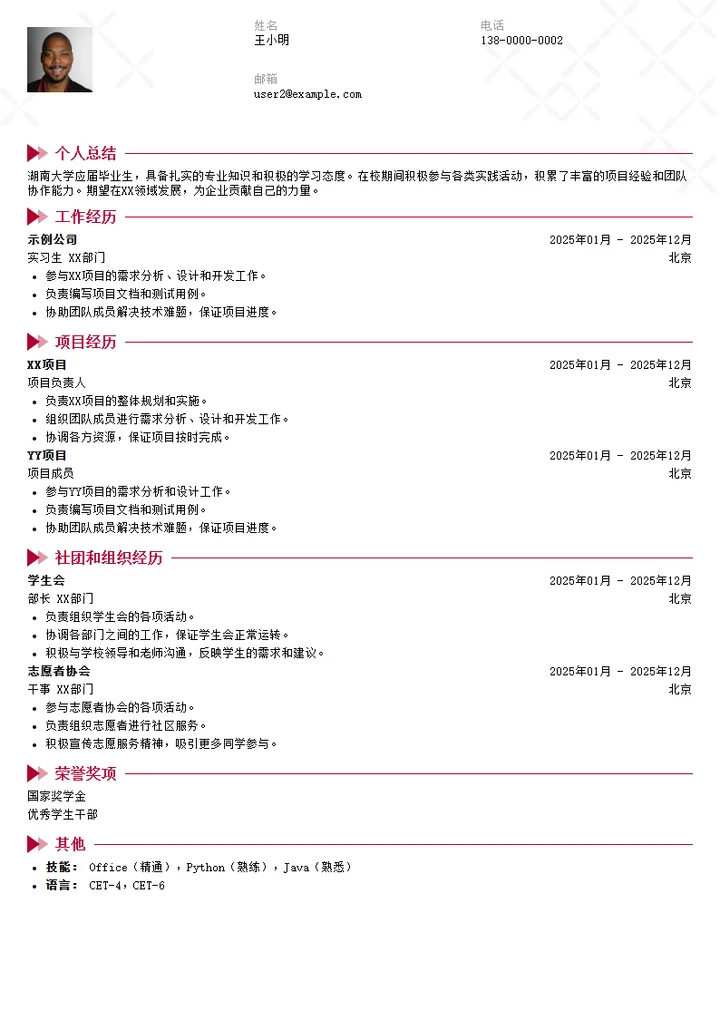 姓名
王小明
电话
138-0000-0002
邮箱
user2@example.com
个人总结
湖南大学应届毕业生，具备扎实的专业知识和积极的学习态度。在校期间积极参与各类实践活动，积累了丰富的项目经验和团队
协作能力。期望在XX领域发展，为企业贡献自己的力量。
工作经历
示例公司 2025年01月 - 2025年12月
实习生 XX部门 北京
• 参与XX项目的需求分析、设计和开发工作。
• 负责编写项目文档和测试用例。
• 协助团队成员解决技术难题，保证项目进度。
项目经历
XX项目 2025年01月 - 2025年12月
项目负责人 北京
• 负责XX项目的整体规划和实施。
• 组织团队成员进行需求分析、设计和开发工作。
• 协调各方资源，保证项目按时完成。
YY项目 2025年01月 - 2025年12月
项目成员 北京
• 参与YY项目的需求分析和设计工作。
• 负责编写项目文档和测试用例。
• 协助团队成员解决技术难题，保证项目进度。
社团和组织经历
学生会 2025年01月 - 2025年12月
部长 XX部门 北京
• 负责组织学生会的各项活动。
• 协调各部门之间的工作，保证学生会正常运转。
• 积极与学校领导和老师沟通，反映学生的需求和建议。
志愿者协会 2025年01月 - 2025年12月
干事 XX部门 北京
• 参与志愿者协会的各项活动。
• 负责组织志愿者进行社区服务。
• 积极宣传志愿服务精神，吸引更多同学参与。
荣誉奖项
国家奖学金
优秀学生干部
其他
• 技能： Office（精通），Python（熟练），Java（熟悉）
• 语言： CET-4，CET-6